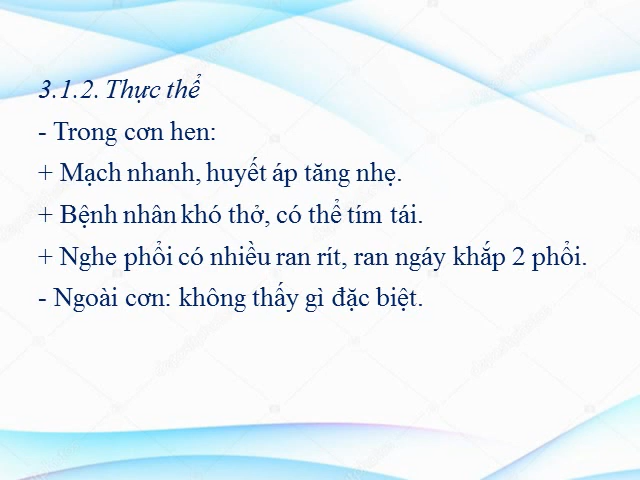 3.1.2. Thực thể
- Trong cơn hen:
+ Mạch nhanh, huyết áp tăng nhẹ.
+ Bệnh nhân khó thở, có thể tím tái.
+ Nghe phổi có nhiều ran rít, ran ngáy khắp 2 phổi.
- Ngoài cơn: không thấy gì đặc biệt.